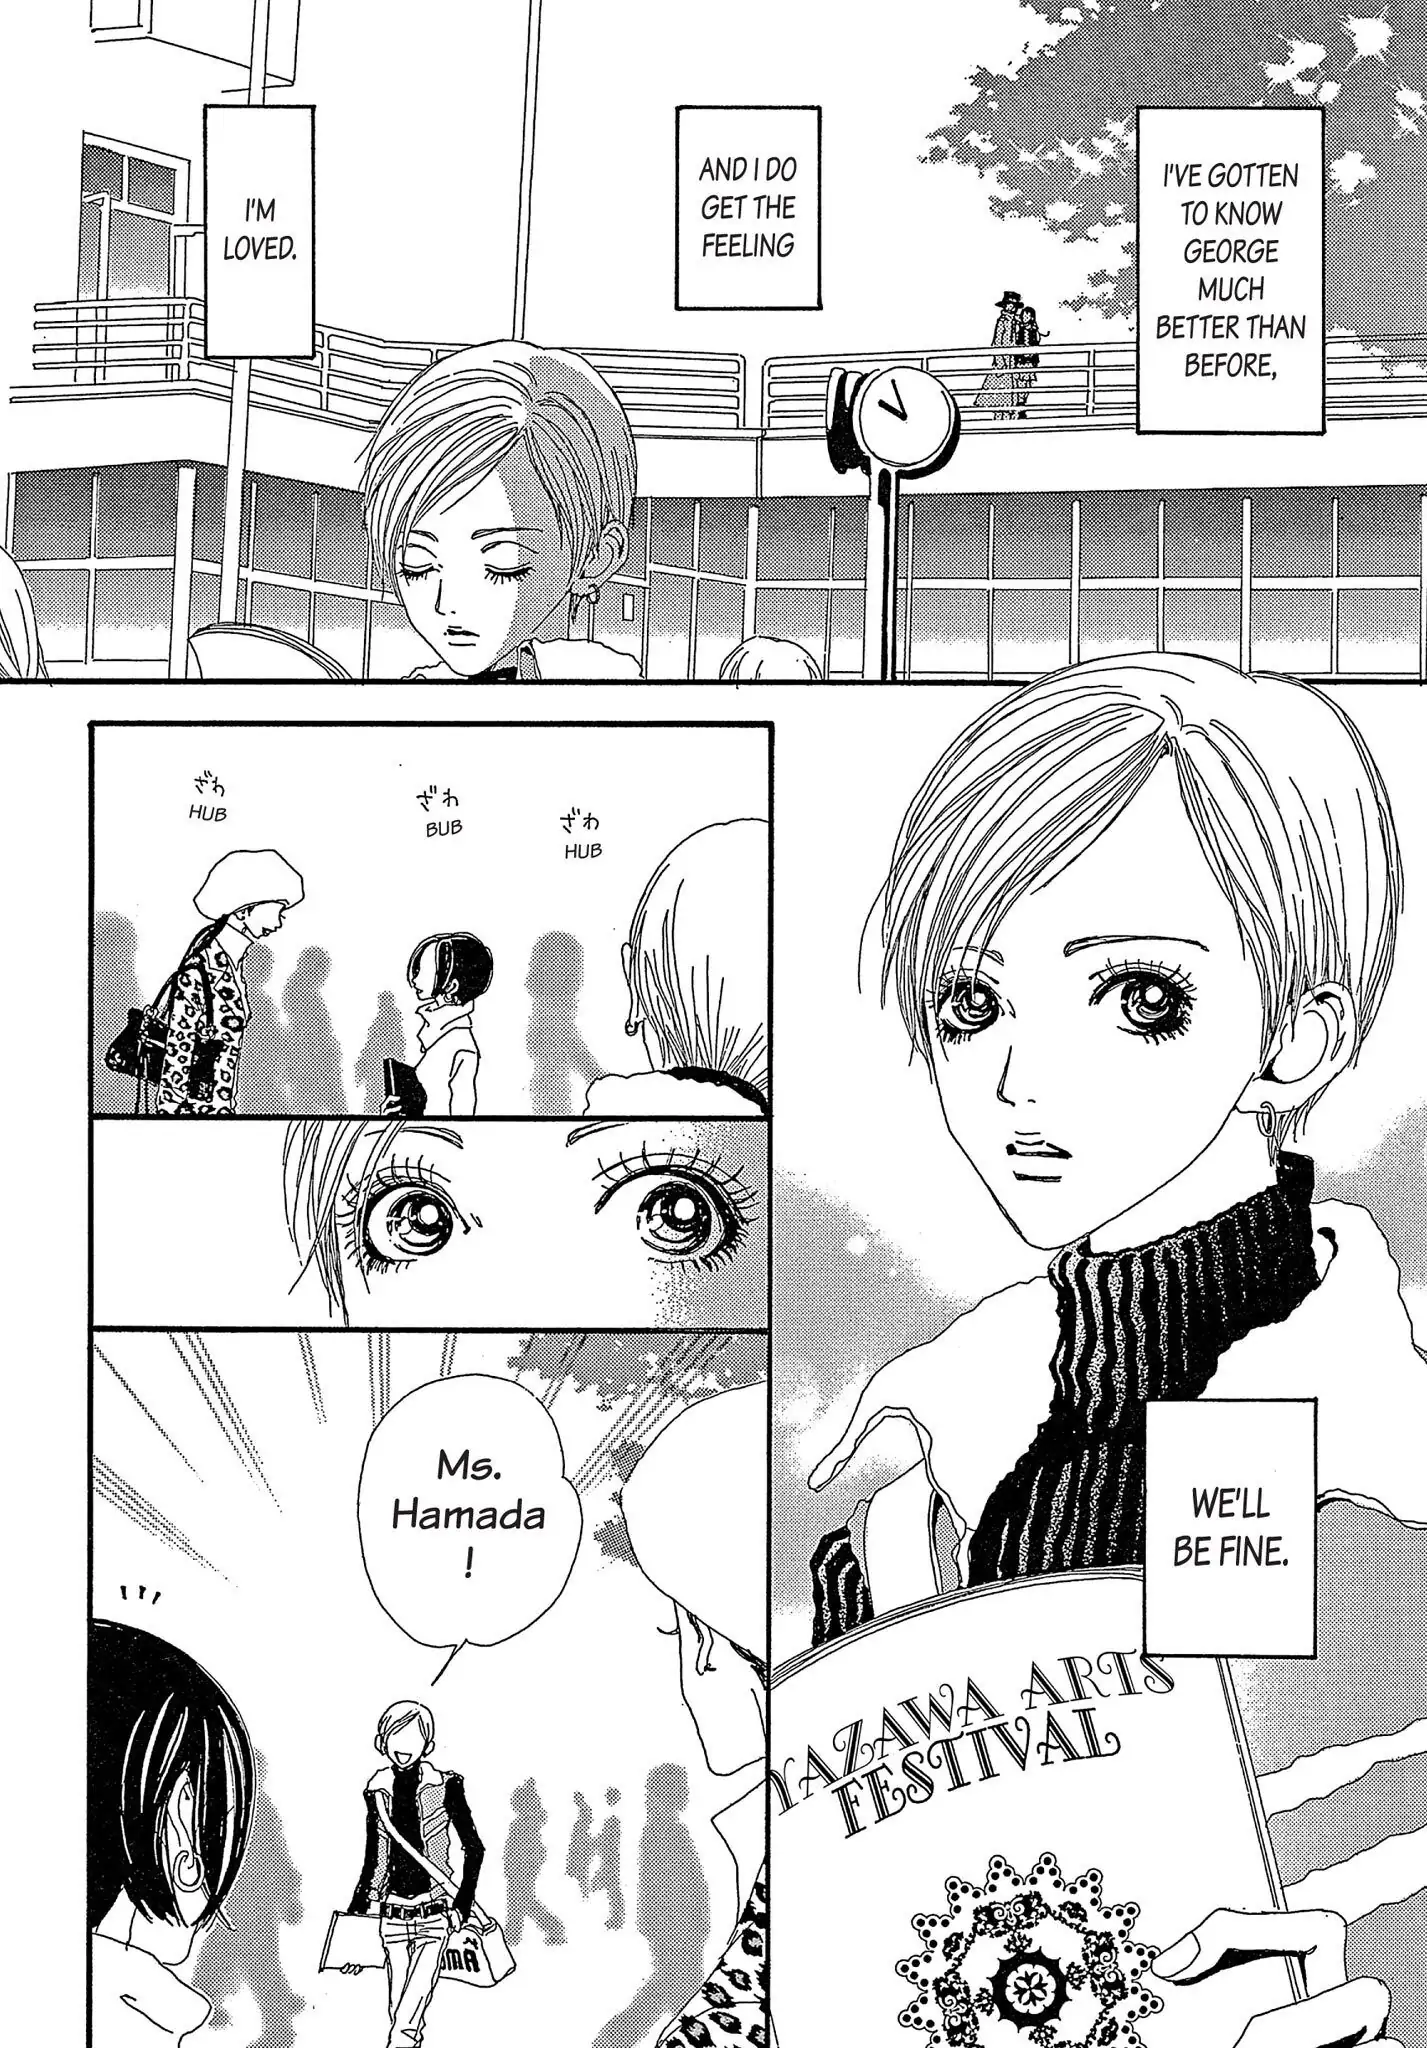 I'VE GOTTEN
TO KNOW
GEORGE
MUCH
BETTER THAN
BEFORE,
AND I DO
GET THE
FEELING
I'M
LOVED.
WE'LL
BE FINE.
YAZAWA ARTS
FESTIVAL
ざわ
HUB
ざわ
BUB
ざわ
HUB
Ms.
Hamada
!